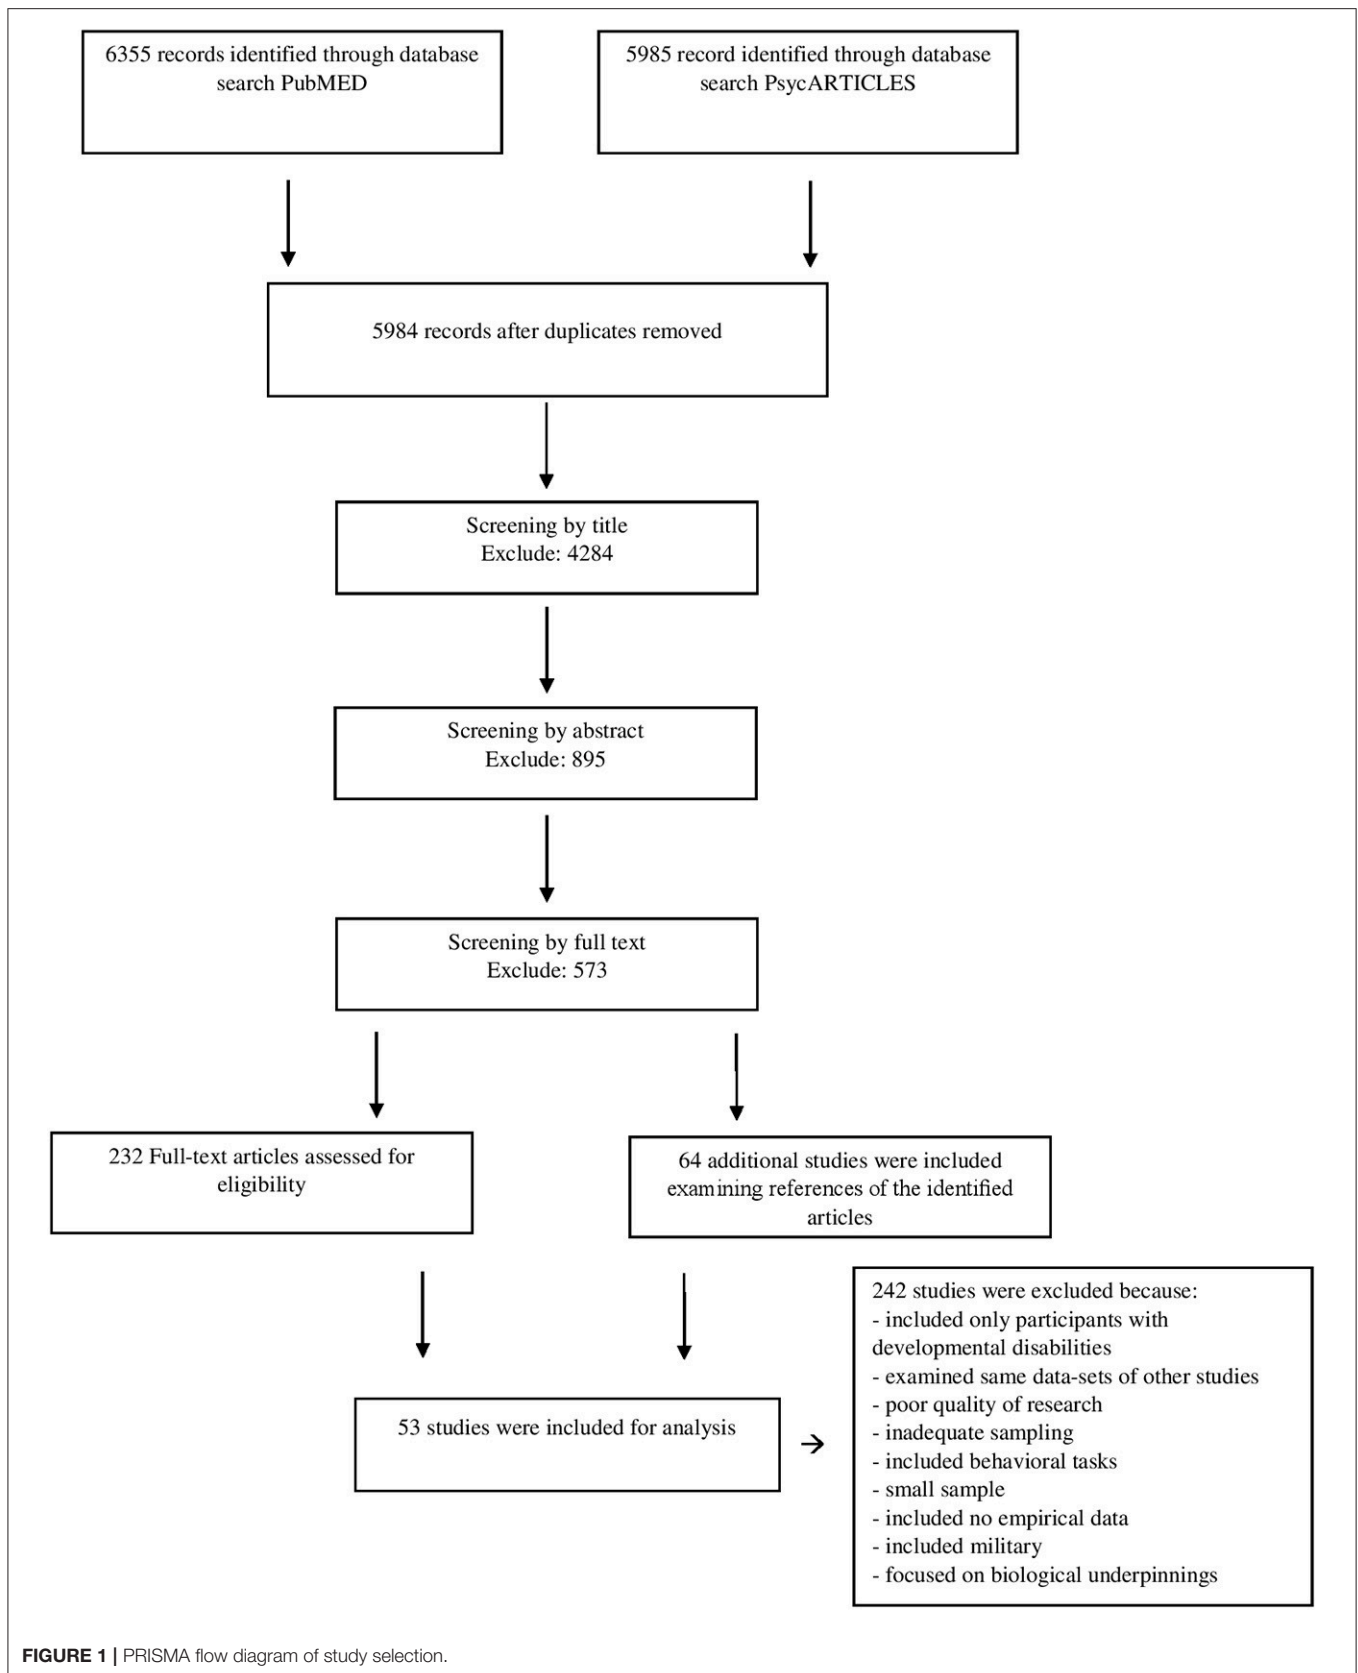 6355 records identified through database
search PubMED
5985 record identified through database
search PsycARTICLES
5984 records after duplicates removed
Screening by title
Exclude: 4284
Screening by abstract
Exclude: 895
Screening by full text
Exclude: 573
232 Full-text articles assessed for
eligibility
64 additional studies were included
examining references of the identified
articles
53 studies were included for analysis
242 studies were excluded because:
- included only participants with
developmental disabilities
- examined same data-sets of other studies
- poor quality of research
- inadequate sampling
- included behavioral tasks
- small sample
- included no empirical data
- included military
- focused on biological underpinnings
FIGURE 1 | PRISMA flow diagram of study selection.